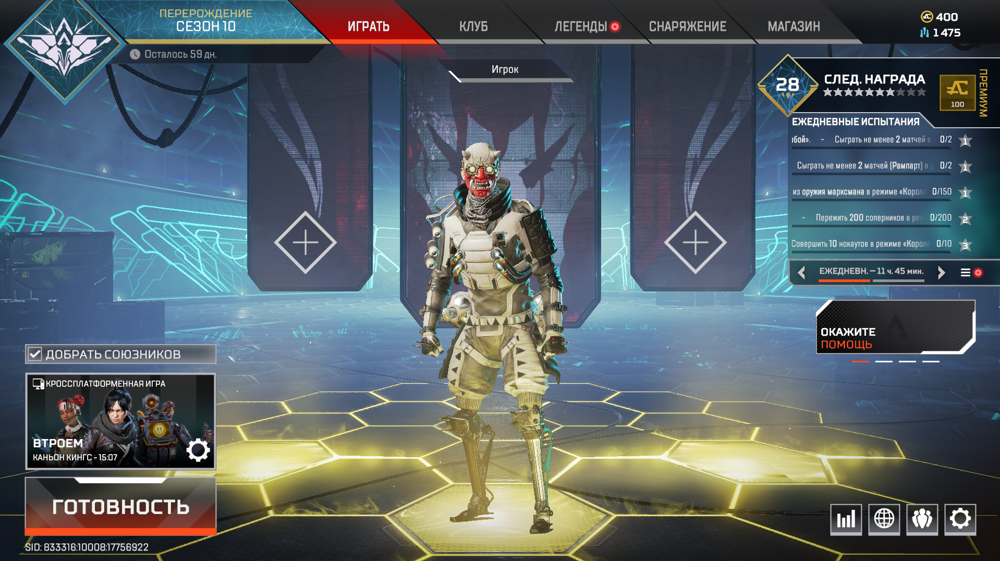 ПЕРЕРОЖДЕНИЕ
СЕЗОН 10
Осталось 59 дн.
ИГРАТЬ
КЛУБ
ЛЕГЕНДЫ
СНАРЯЖЕНИЕ
МАГАЗИН
400
1 475
Игрок
28
СЛЕД. НАГРАДА
100
ПРЕМИУМ
ЕЖЕДНЕВНЫЕ ИСПЫТАНИЯ
Сыграть не менее 2 матчей в 0/2 1
Сыграть не менее 2 матчей (Рампарт) в 0/2 1
из оружия марксмана в режиме 0/150 1
- Пережить 200 соперников в 0/200 2
Совершить 10 нокаутов в режиме 0/10 3
ЕЖЕДНЕВН. – 11 ч. 45 мин.
ОКАЖИТЕ
ПОМОЩЬ
ДОБРАТЬ СОЮЗНИКОВ
КРОССПЛАТФОРМЕННАЯ ИГРА
ВТРОЕМ
КАНЬОН КИНГС - 15:07
ГОТОВНОСТЬ
SID: 833316:10008:17756922